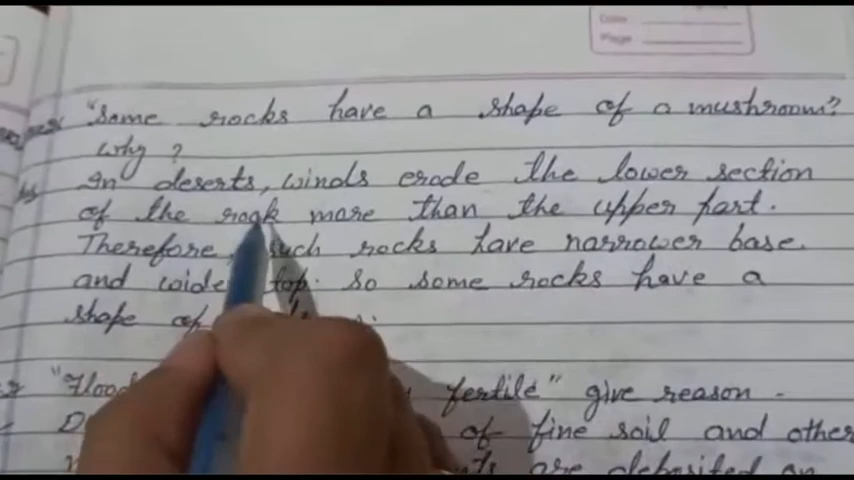 Date
Page
"Some rocks have a shape of a mushroom?
why ?
In deserts, winds erode the lower section
of the rock more than the upper part.
Therefore, such rocks have narrower base.
and wide top. So some rocks have a
shape of
"Flood fertile" give reason -
of fine soil and other
are deposited on